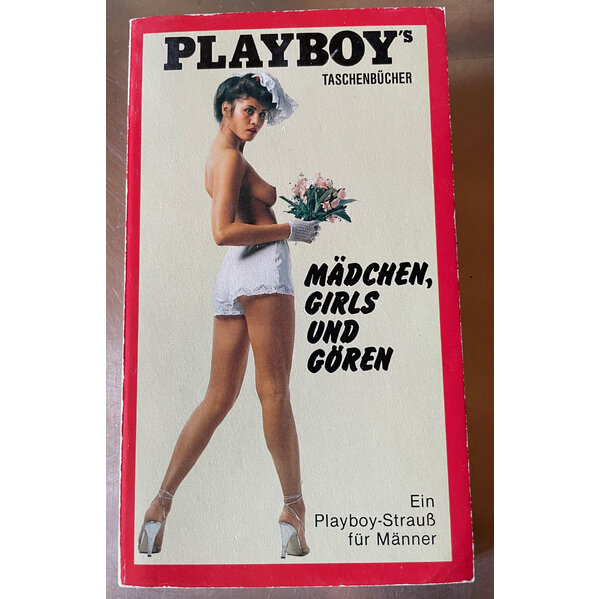 PLAYBOY's
TASCHENBÜCHER
MÄDCHEN,
GIRLS
UND
GÖREN
Ein
Playboy-Strauß
für Männer